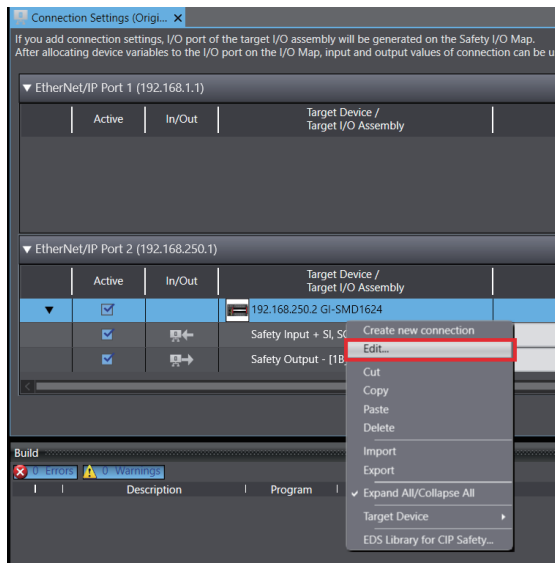 Connection Settings (Origi... ×
If you add connection settings, I/O port of the target I/O assembly will be generated on the Safety I/O Map.
After allocating device variables to the I/O port on the I/O Map, input and output values of connection can be u
▼ EtherNet/IP Port 1 (192.168.1.1)
Active In/Out Target Device /
Target I/O Assembly
▼ EtherNet/IP Port 2 (192.168.250.1)
Active In/Out Target Device /
Target I/O Assembly
192.168.250.2 GI-SMD1624
Safety Input + SI, SO
Safety Output - [1B
Create new connection
Edit...
Cut
Copy
Paste
Delete
Import
Export
✓ Expand All/Collapse All
Target Device
EDS Library for CIP Safety...
Build
0 Errors 0 Warnings
I I Description I Program I